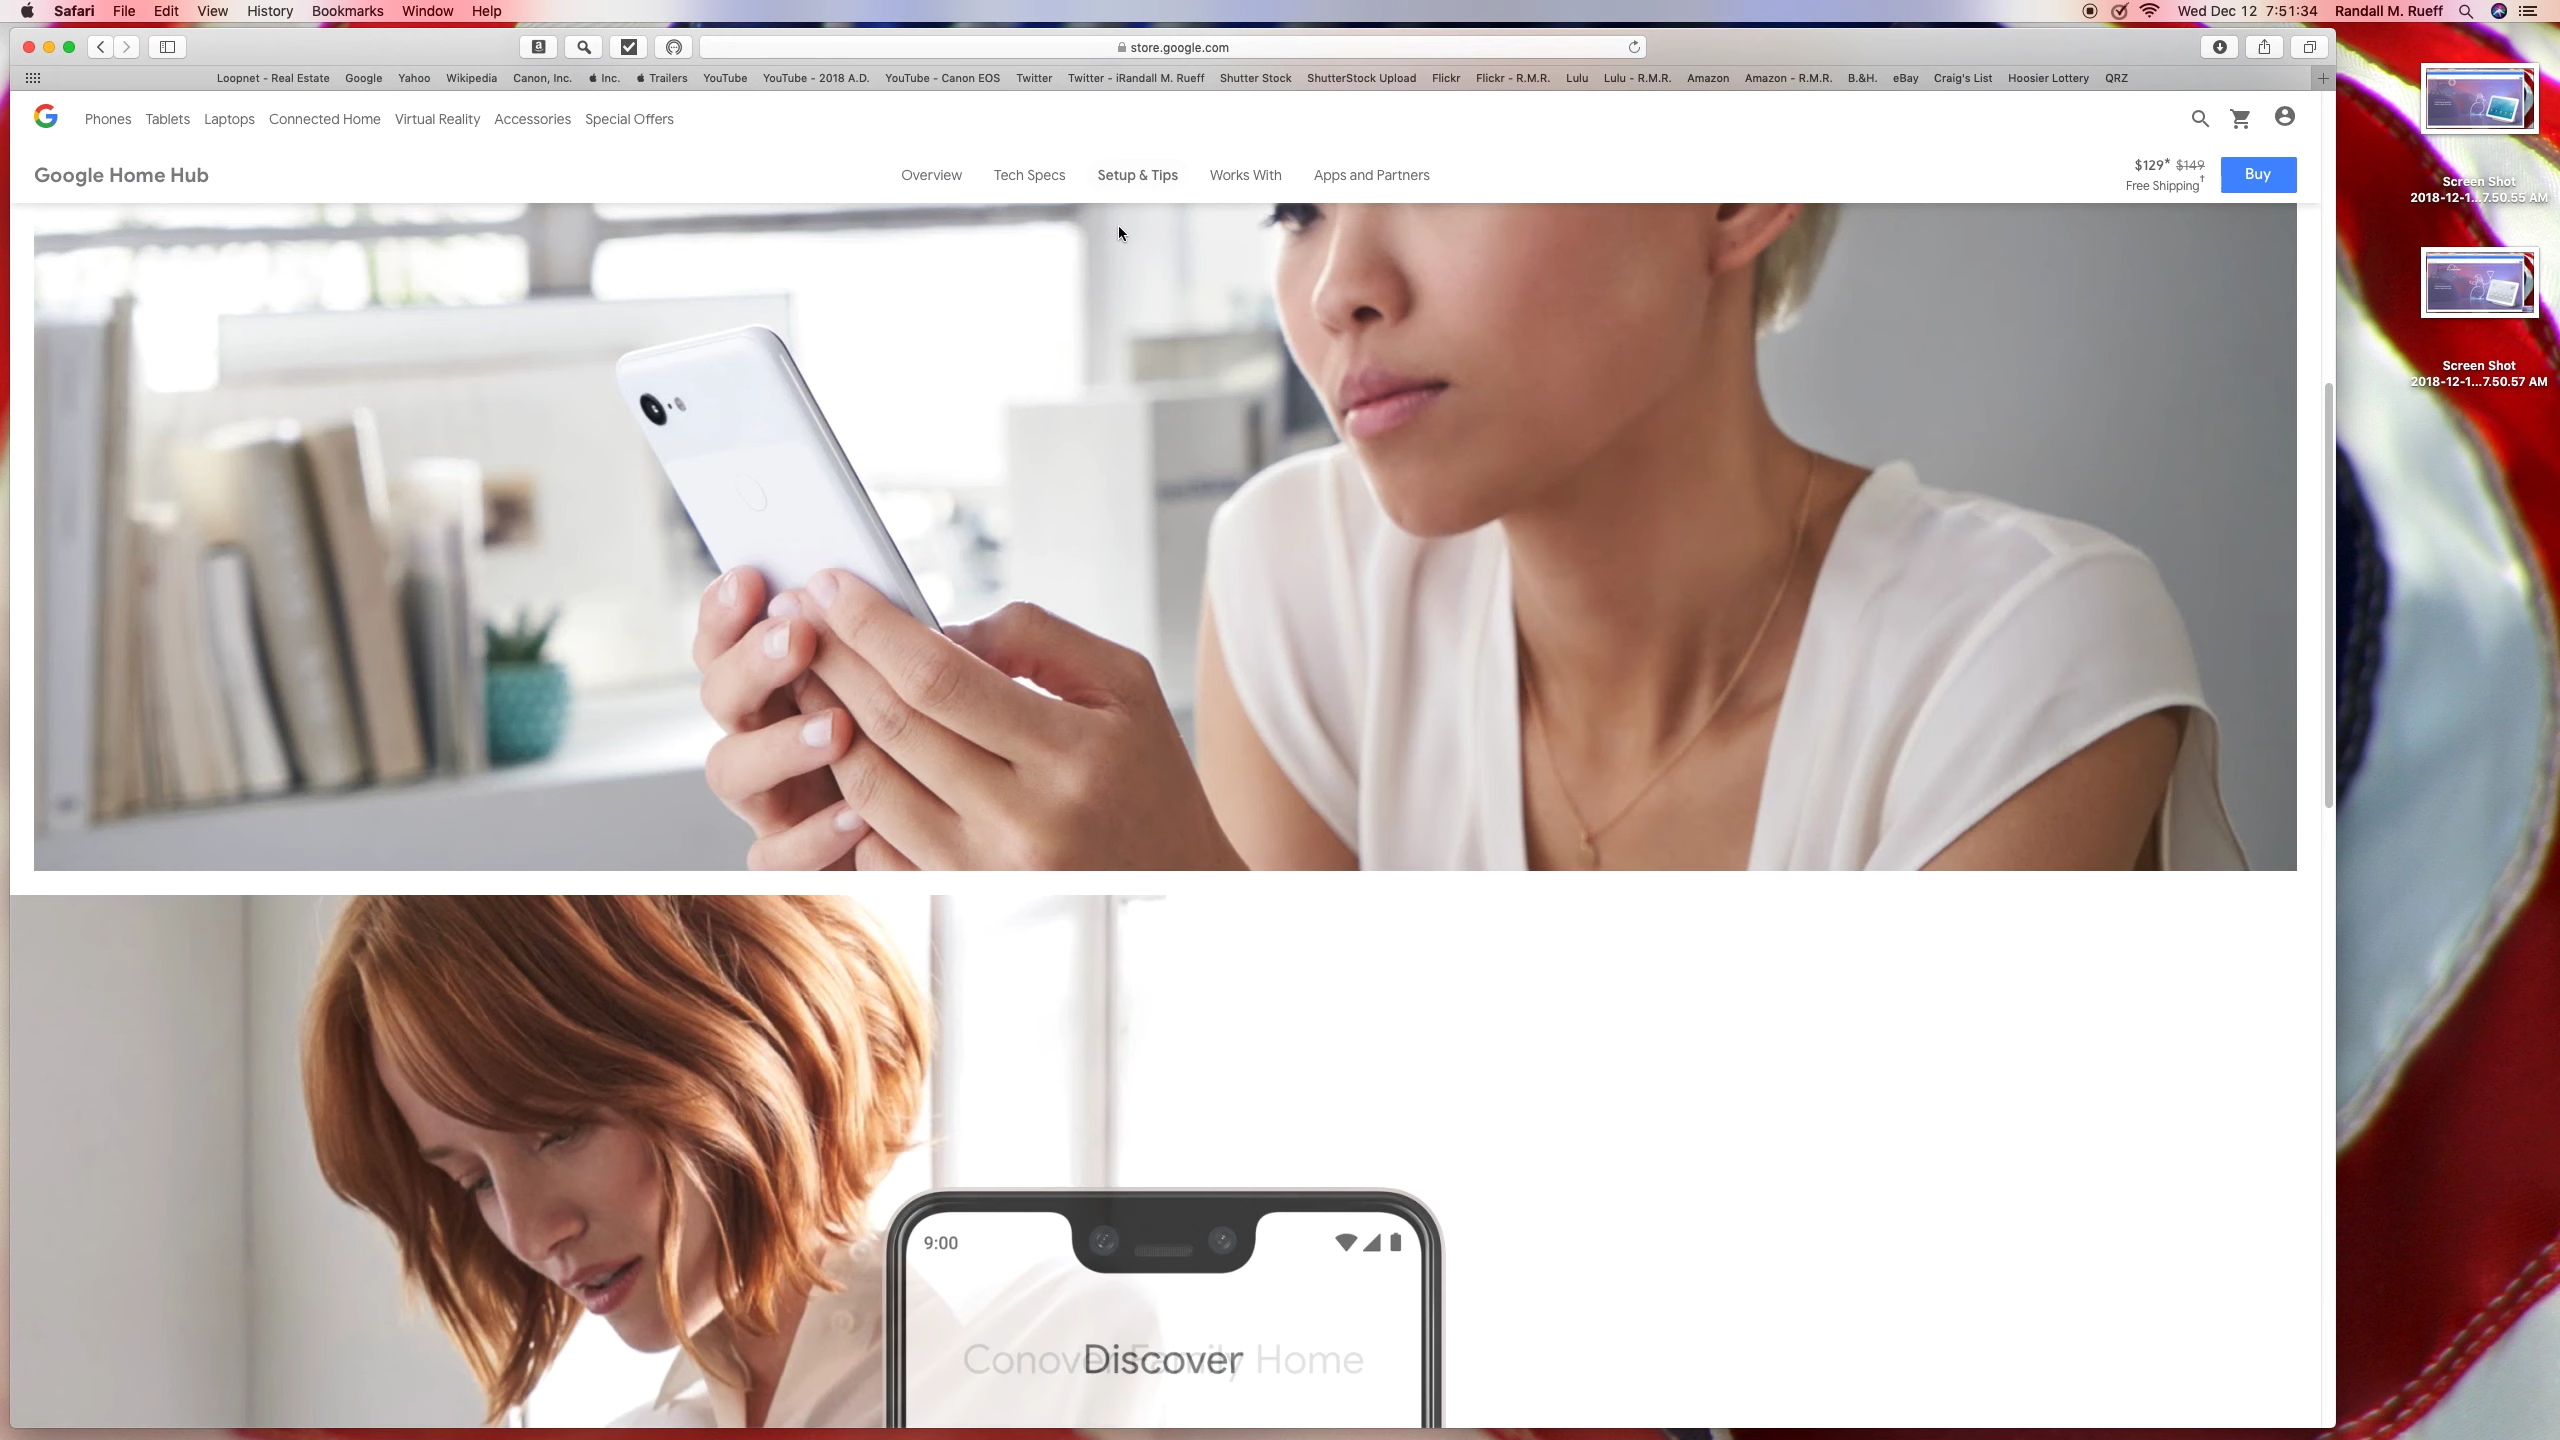 Safari File Edit View History Bookmarks Window Help Wed Dec 12 7:51:34 Randall M. Rueff
store.google.com
Loopnet - Real Estate Google Yahoo Wikipedia Canon, Inc. Inc. Trailers YouTube YouTube - 2018 A.D. YouTube - Canon EOS Twitter Twitter - iRandall M. Rueff Shutter Stock ShutterStock Upload Flickr Flickr - R.M.R. Lulu Lulu - R.M.R. Amazon Amazon - R.M.R. B.&H. eBay Craig's List Hoosier Lottery QRZ
Phones Tablets Laptops Connected Home Virtual Reality Accessories Special Offers
Google Home Hub Overview Tech Specs Setup & Tips Works With Apps and Partners
$129* $149
Free Shipping†
Buy
Screen Shot
2018-12-1...7.50.55 AM
Screen Shot
2018-12-1...7.50.57 AM
9:00
Discover